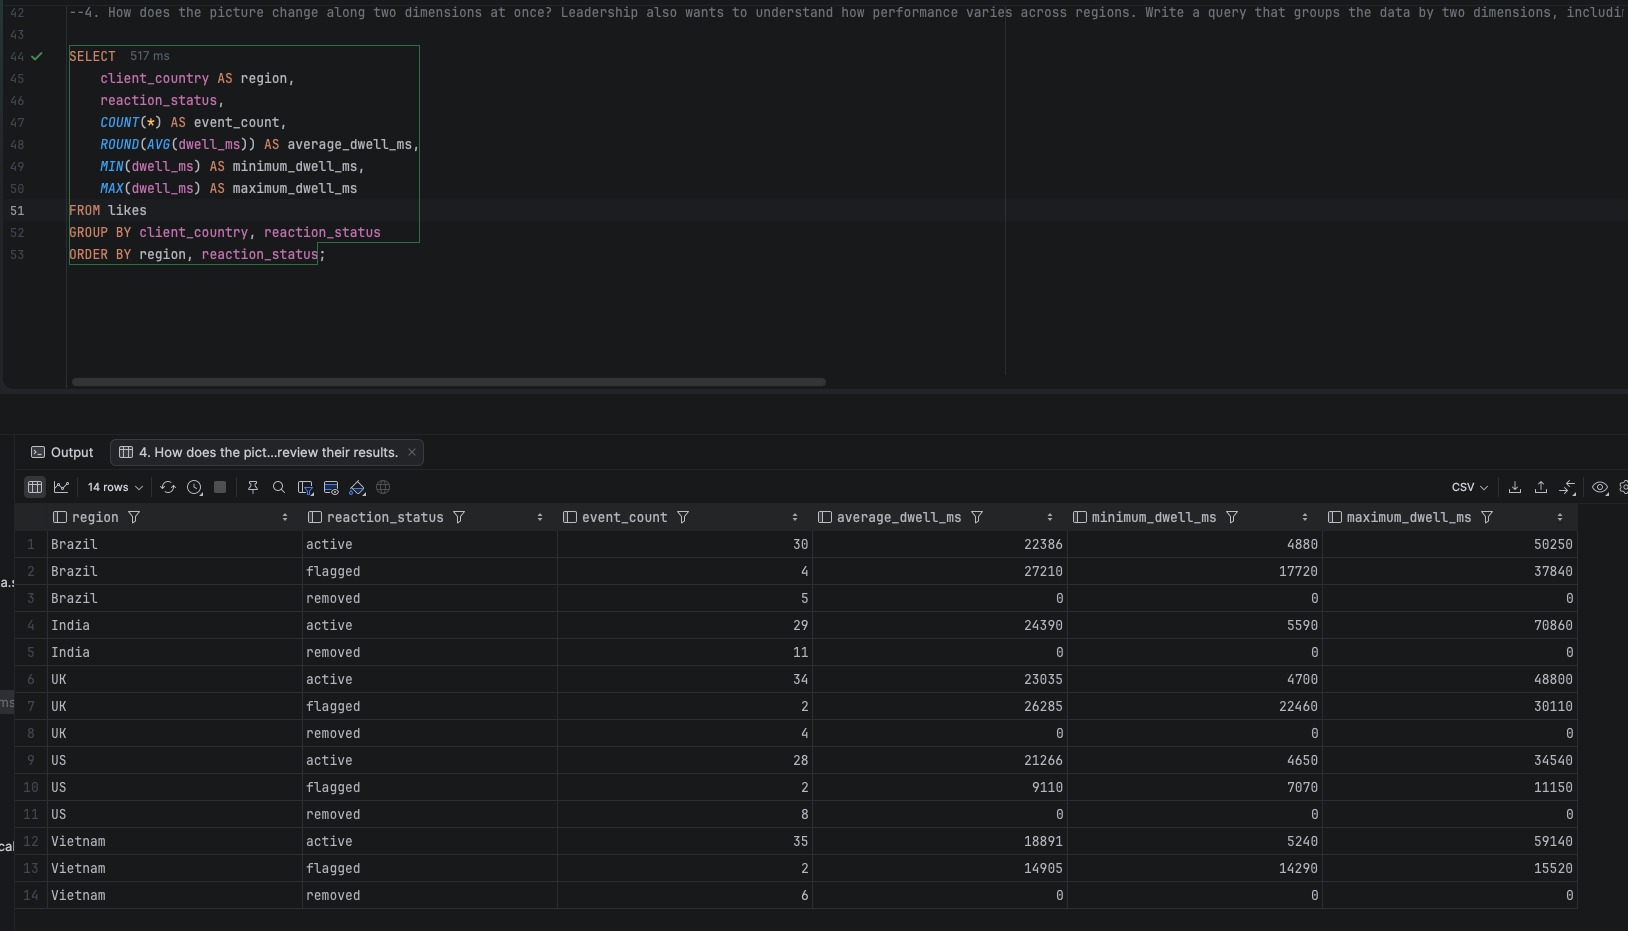 42 --4. How does the picture change along two dimensions at once? Leadership also wants to understand how performance varies across regions. Write a query that groups the data by two dimensions, includi
43
44 SELECT 517 ms
45 client_country AS region,
46 reaction_status,
47 COUNT(*) AS event_count,
48 ROUND(AVG(dwell_ms)) AS average_dwell_ms,
49 MIN(dwell_ms) AS minimum_dwell_ms,
50 MAX(dwell_ms) AS maximum_dwell_ms
51 FROM likes
52 GROUP BY client_country, reaction_status
53 ORDER BY region, reaction_status;
Output 4. How does the pict...review their results. ×
14 rows CSV
region reaction_status event_count average_dwell_ms minimum_dwell_ms maximum_dwell_ms
1 Brazil active 30 22386 4880 50250
2 Brazil flagged 4 27210 17720 37840
a.s
3 Brazil removed 5 0 0 0
4 India active 29 24390 5590 70860
5 India removed 11 0 0 0
6 UK active 34 23035 4700 48800
ms
7 UK flagged 2 26285 22460 30110
8 UK removed 4 0 0 0
9 US active 28 21266 4650 34540
10 US flagged 2 9110 7070 11150
11 US removed 8 0 0 0
12 Vietnam active 35 18891 5240 59140
cal
13 Vietnam flagged 2 14905 14290 15520
14 Vietnam removed 6 0 0 0